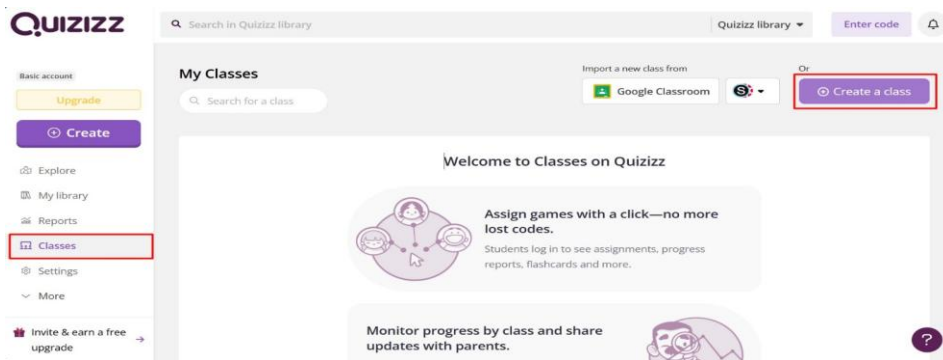 QUIZIZZ
Search in Quizizz library
Quizizz library
Enter code
Basic account
Upgrade
Create
Explore
My library
Reports
Classes
Settings
More
Invite & earn a free
upgrade
My Classes
Search for a class
Import a new class from
Google Classroom
S
Or
Create a class
Welcome to Classes on Quizizz
Assign games with a click—no more
lost codes.
Students log in to see assignments, progress
reports, flashcards and more.
Monitor progress by class and share
updates with parents.
?